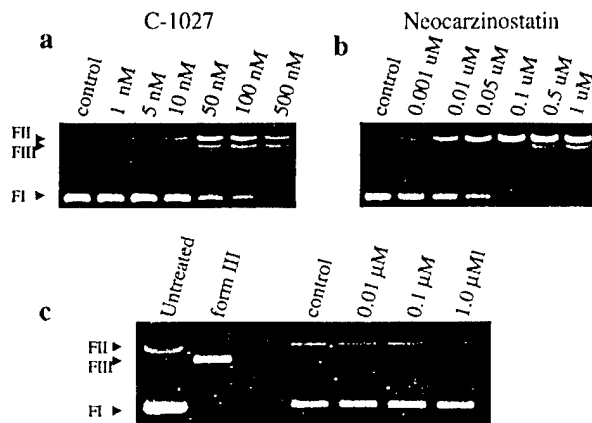 C-1027
Neocarzinostatin
a
control
1 nM
5 nM
10 nM
50 nM
100 nM
500 nM
b
control
0.001 uM
0.01 uM
0.05 uM
0.1 uM
0.5 uM
1 uM
FII
FIII
FI
c
Untreated
form III
control
0.01 µM
0.1 µM
1.0 µMl
FII
FIII
FI